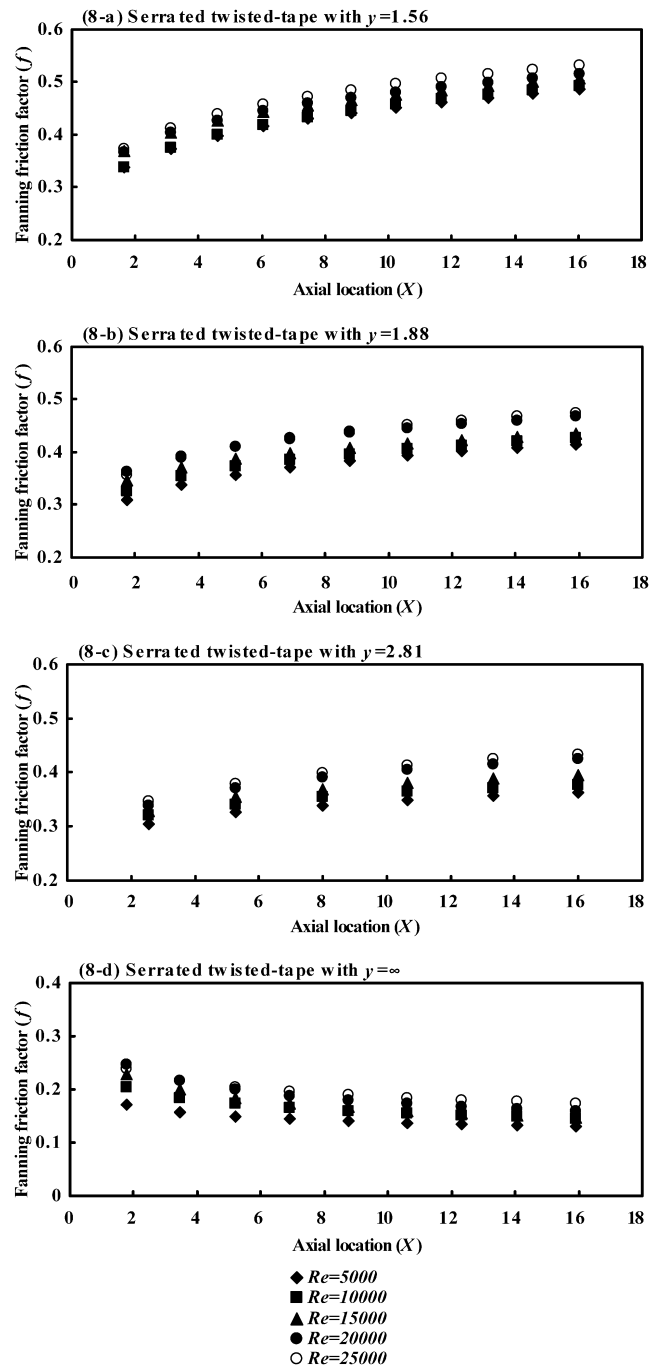 (8-a) Serrated twisted-tape with y=1.56
Fanning friction factor (f)
0.6
0.5
0.4
0.3
0.2
0 2 4 6 8 10 12 14 16 18
Axial location (X)
(8-b) Serrated twisted-tape with y=1.88
Fanning friction factor (f)
0.6
0.5
0.4
0.3
0.2
0 2 4 6 8 10 12 14 16 18
Axial location (X)
(8-c) Serrated twisted-tape with y=2.81
Fanning friction factor (f)
0.6
0.5
0.4
0.3
0.2
0 2 4 6 8 10 12 14 16 18
Axial location (X)
(8-d) Serrated twisted-tape with y=∞
Fanning friction factor (f)
0.4
0.3
0.2
0.1
0
0 2 4 6 8 10 12 14 16 18
Axial location (X)
Re=5000
Re=10000
Re=15000
Re=20000
Re=25000